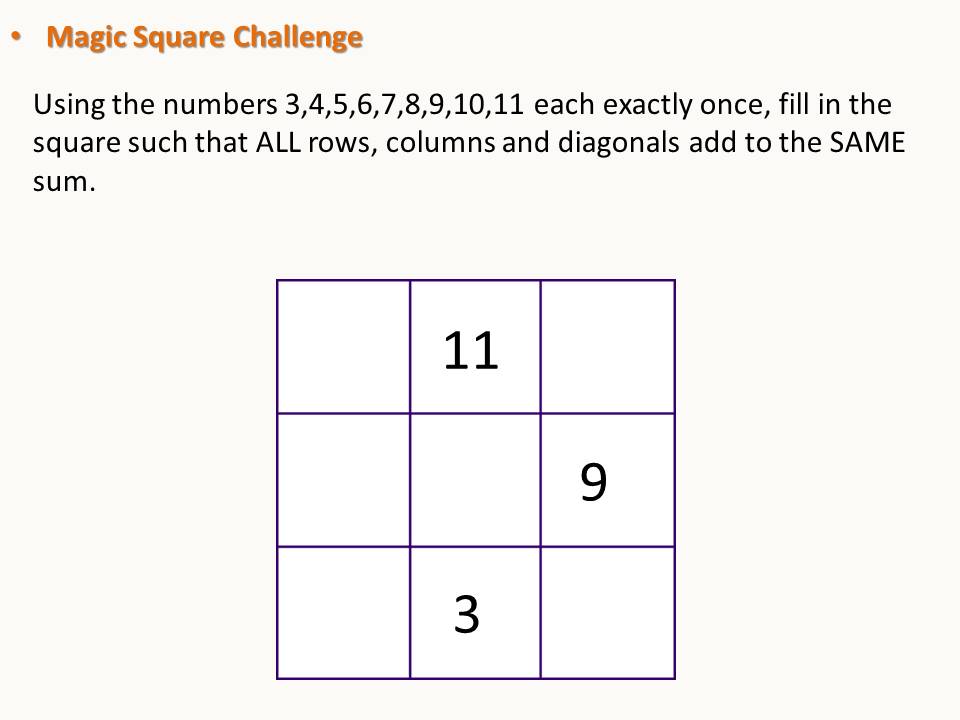 • Magic Square Challenge
Using the numbers 3,4,5,6,7,8,9,10,11 each exactly once, fill in the
square such that ALL rows, columns and diagonals add to the SAME
sum.
11
9
3